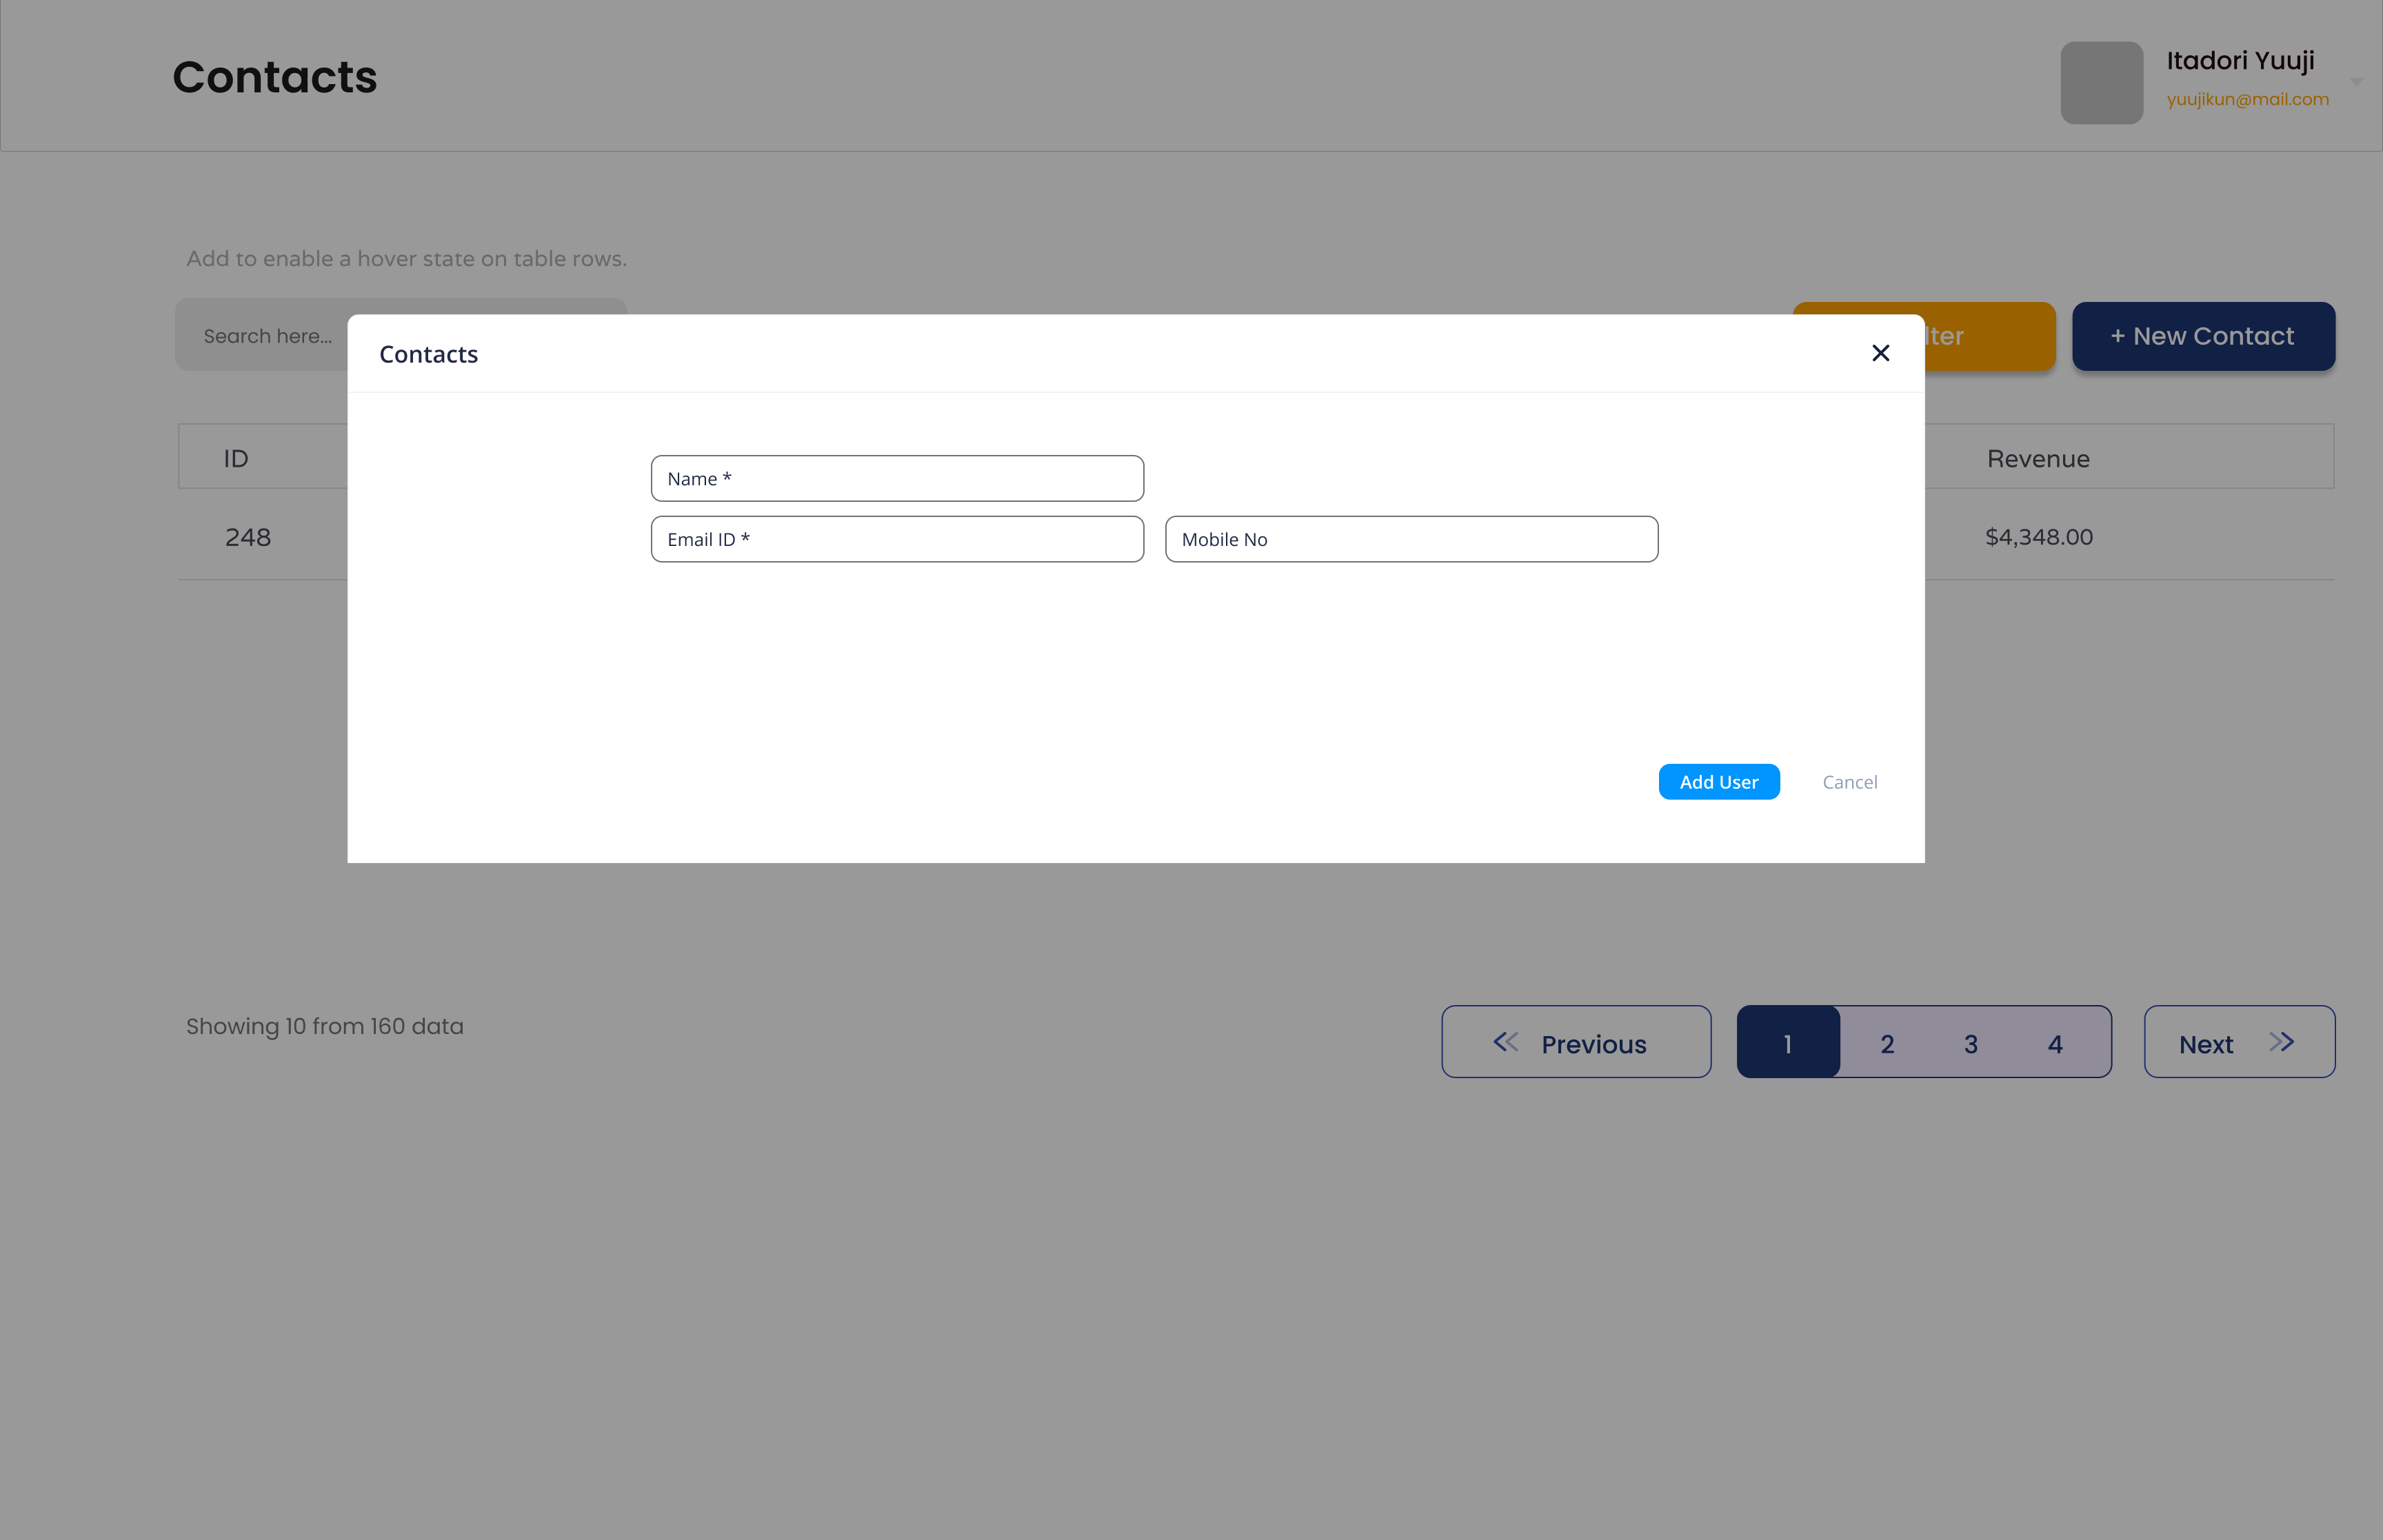 Contacts
Itadori Yuuji
yuujikun@mail.com
Add to enable a hover state on table rows.
Search here...
+ New Contact
Contacts
ID
Revenue
Name *
248
Email ID *
Mobile No
$4,348.00
Add User
Cancel
Showing 10 from 160 data
Previous
1
2
3
4
Next